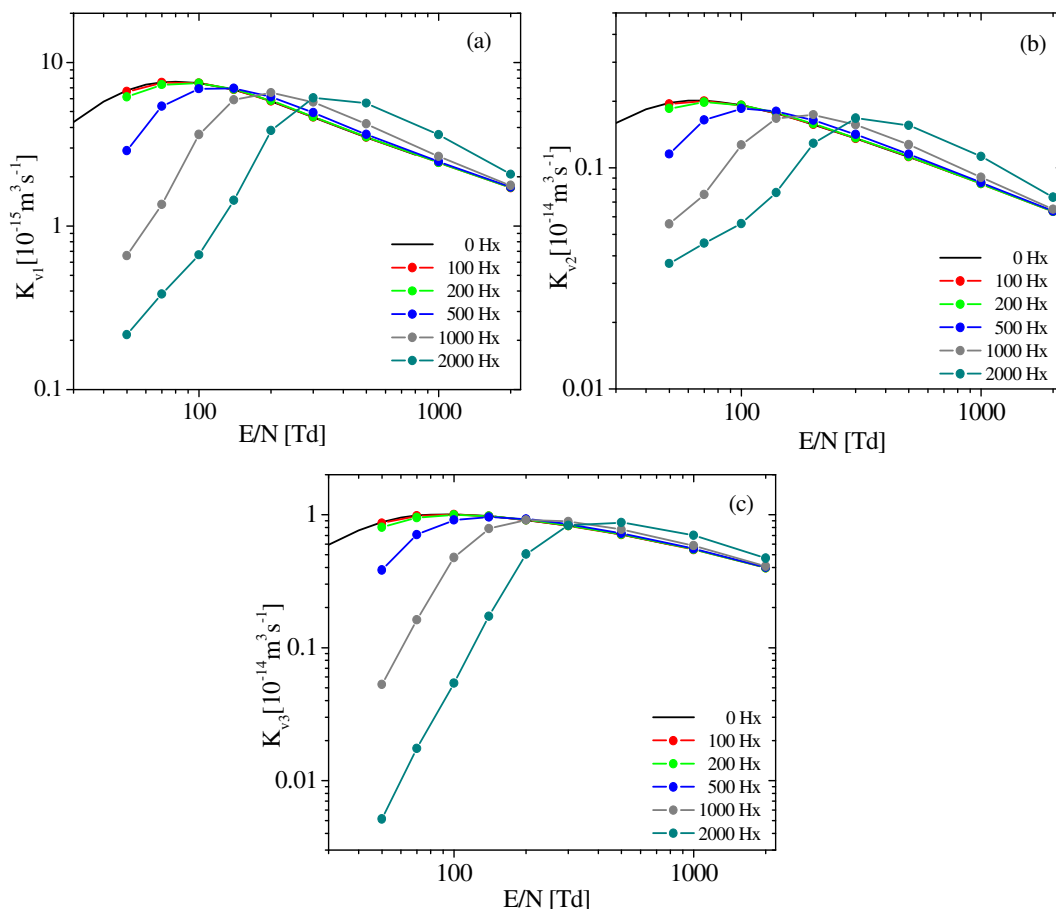 (a)
10
1
0.1
K_v1 [10^-15 m^3 s^-1]
0 Hx
100 Hx
200 Hx
500 Hx
1000 Hx
2000 Hx
100 1000
E/N [Td]
(b)
0.1
0.01
K_v2 [10^-14 m^3 s^-1]
0 Hx
100 Hx
200 Hx
500 Hx
1000 Hx
2000 Hx
100 1000
E/N [Td]
(c)
1
0.1
0.01
K_v3 [10^-14 m^3 s^-1]
0 Hx
100 Hx
200 Hx
500 Hx
1000 Hx
2000 Hx
100 1000
E/N [Td]